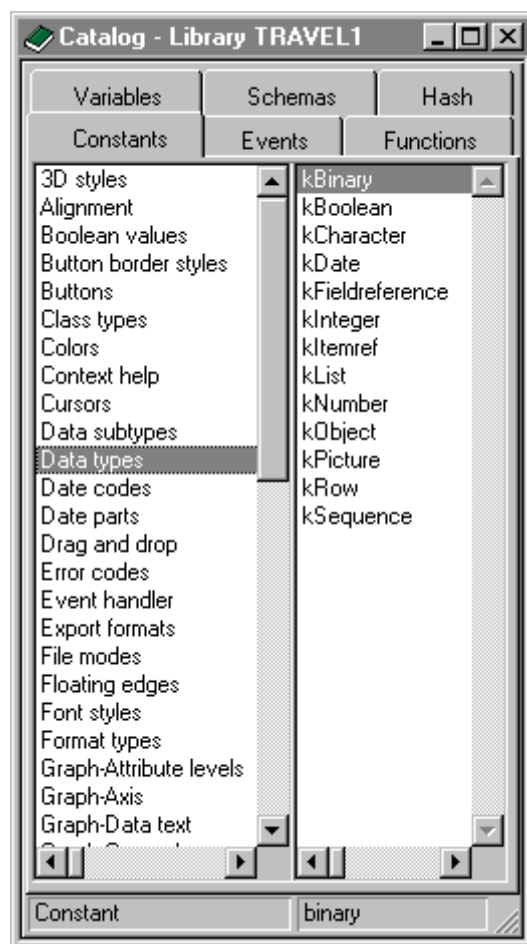 Catalog - Library TRAVEL1
Variables Schemas Hash
Constants Events Functions
3D styles
Alignment
Boolean values
Button border styles
Buttons
Class types
Colors
Context help
Cursors
Data subtypes
Data types
Date codes
Date parts
Drag and drop
Error codes
Event handler
Export formats
File modes
Floating edges
Font styles
Format types
Graph-Attribute levels
Graph-Axis
Graph-Data text
kBinary
kBoolean
kCharacter
kDate
kFieldreference
kInteger
kItemref
kList
kNumber
kObject
kPicture
kRow
kSequence
Constant binary